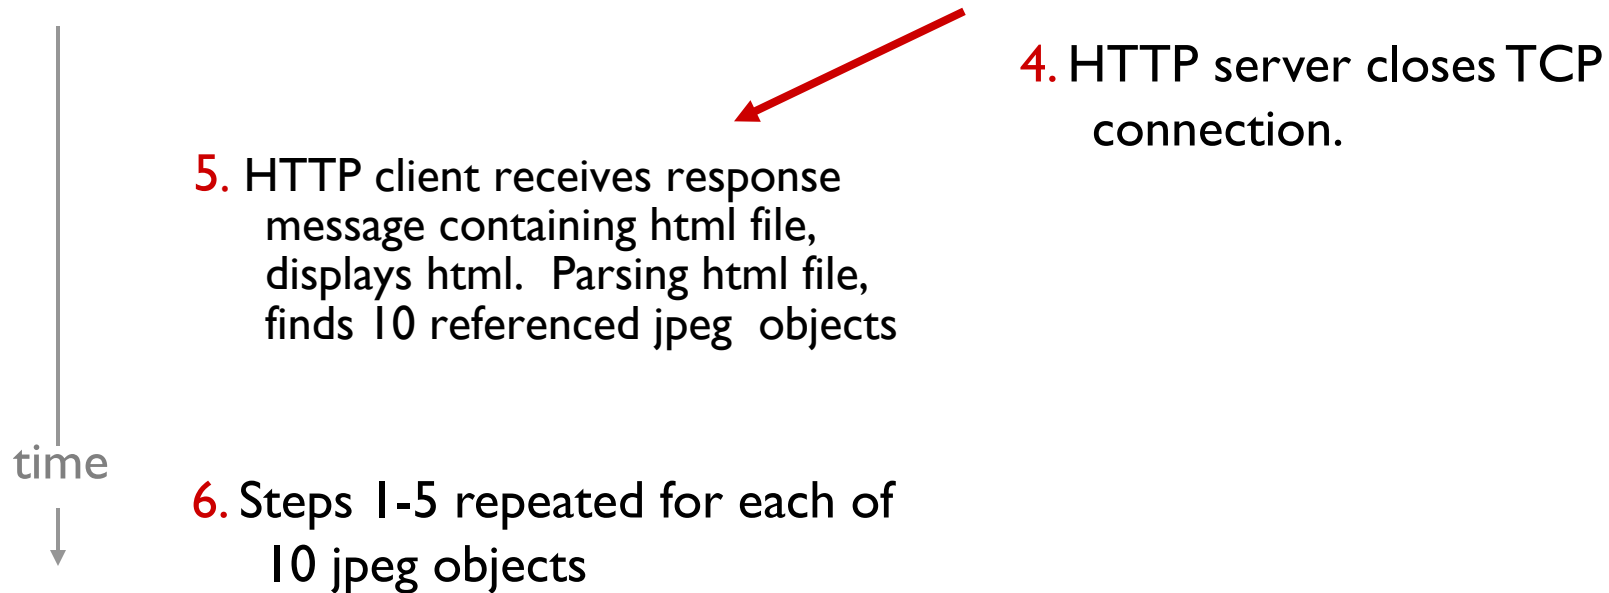 4. HTTP server closes TCP
connection.
5. HTTP client receives response
message containing html file,
displays html.  Parsing html file,
finds 10 referenced jpeg  objects
time
6. Steps 1-5 repeated for each of
10 jpeg objects